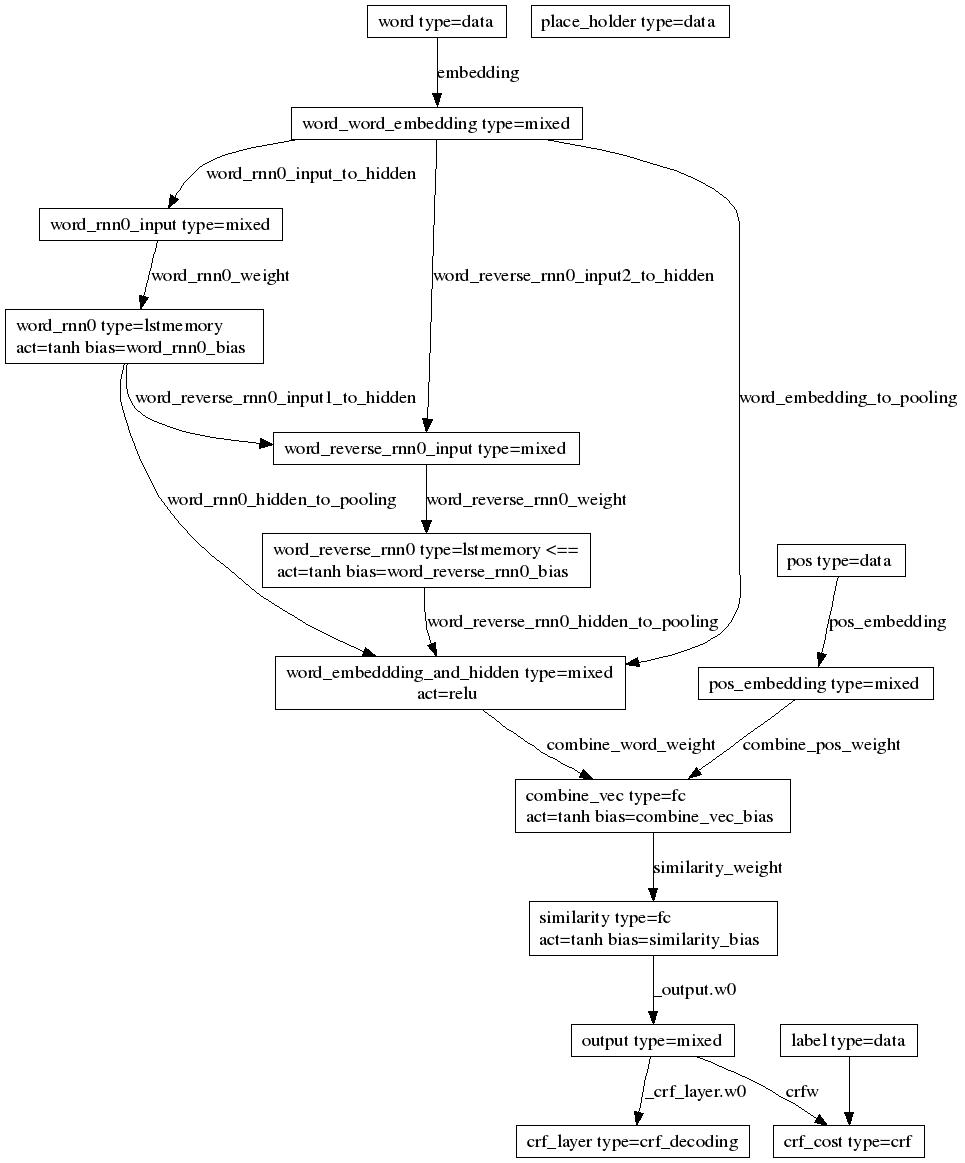 word type=data
place_holder type=data
embedding
word_word_embedding type=mixed
word_rnn0_input_to_hidden
word_rnn0_input type=mixed
word_rnn0_weight
word_reverse_rnn0_input2_to_hidden
word_rnn0 type=lstmemory
act=tanh bias=word_rnn0_bias
word_reverse_rnn0_input1_to_hidden
word_embedding_to_pooling
word_reverse_rnn0_input type=mixed
word_rnn0_hidden_to_pooling
word_reverse_rnn0_weight
word_reverse_rnn0 type=lstmemory <==
act=tanh bias=word_reverse_rnn0_bias
pos type=data
word_reverse_rnn0_hidden_to_pooling
pos_embedding
word_embeddding_and_hidden type=mixed
act=relu
pos_embedding type=mixed
combine_word_weight
combine_pos_weight
combine_vec type=fc
act=tanh bias=combine_vec_bias
similarity_weight
similarity type=fc
act=tanh bias=similarity_bias
_output.w0
output type=mixed
label type=data
_crf_layer.w0
crfw
crf_layer type=crf_decoding
crf_cost type=crf